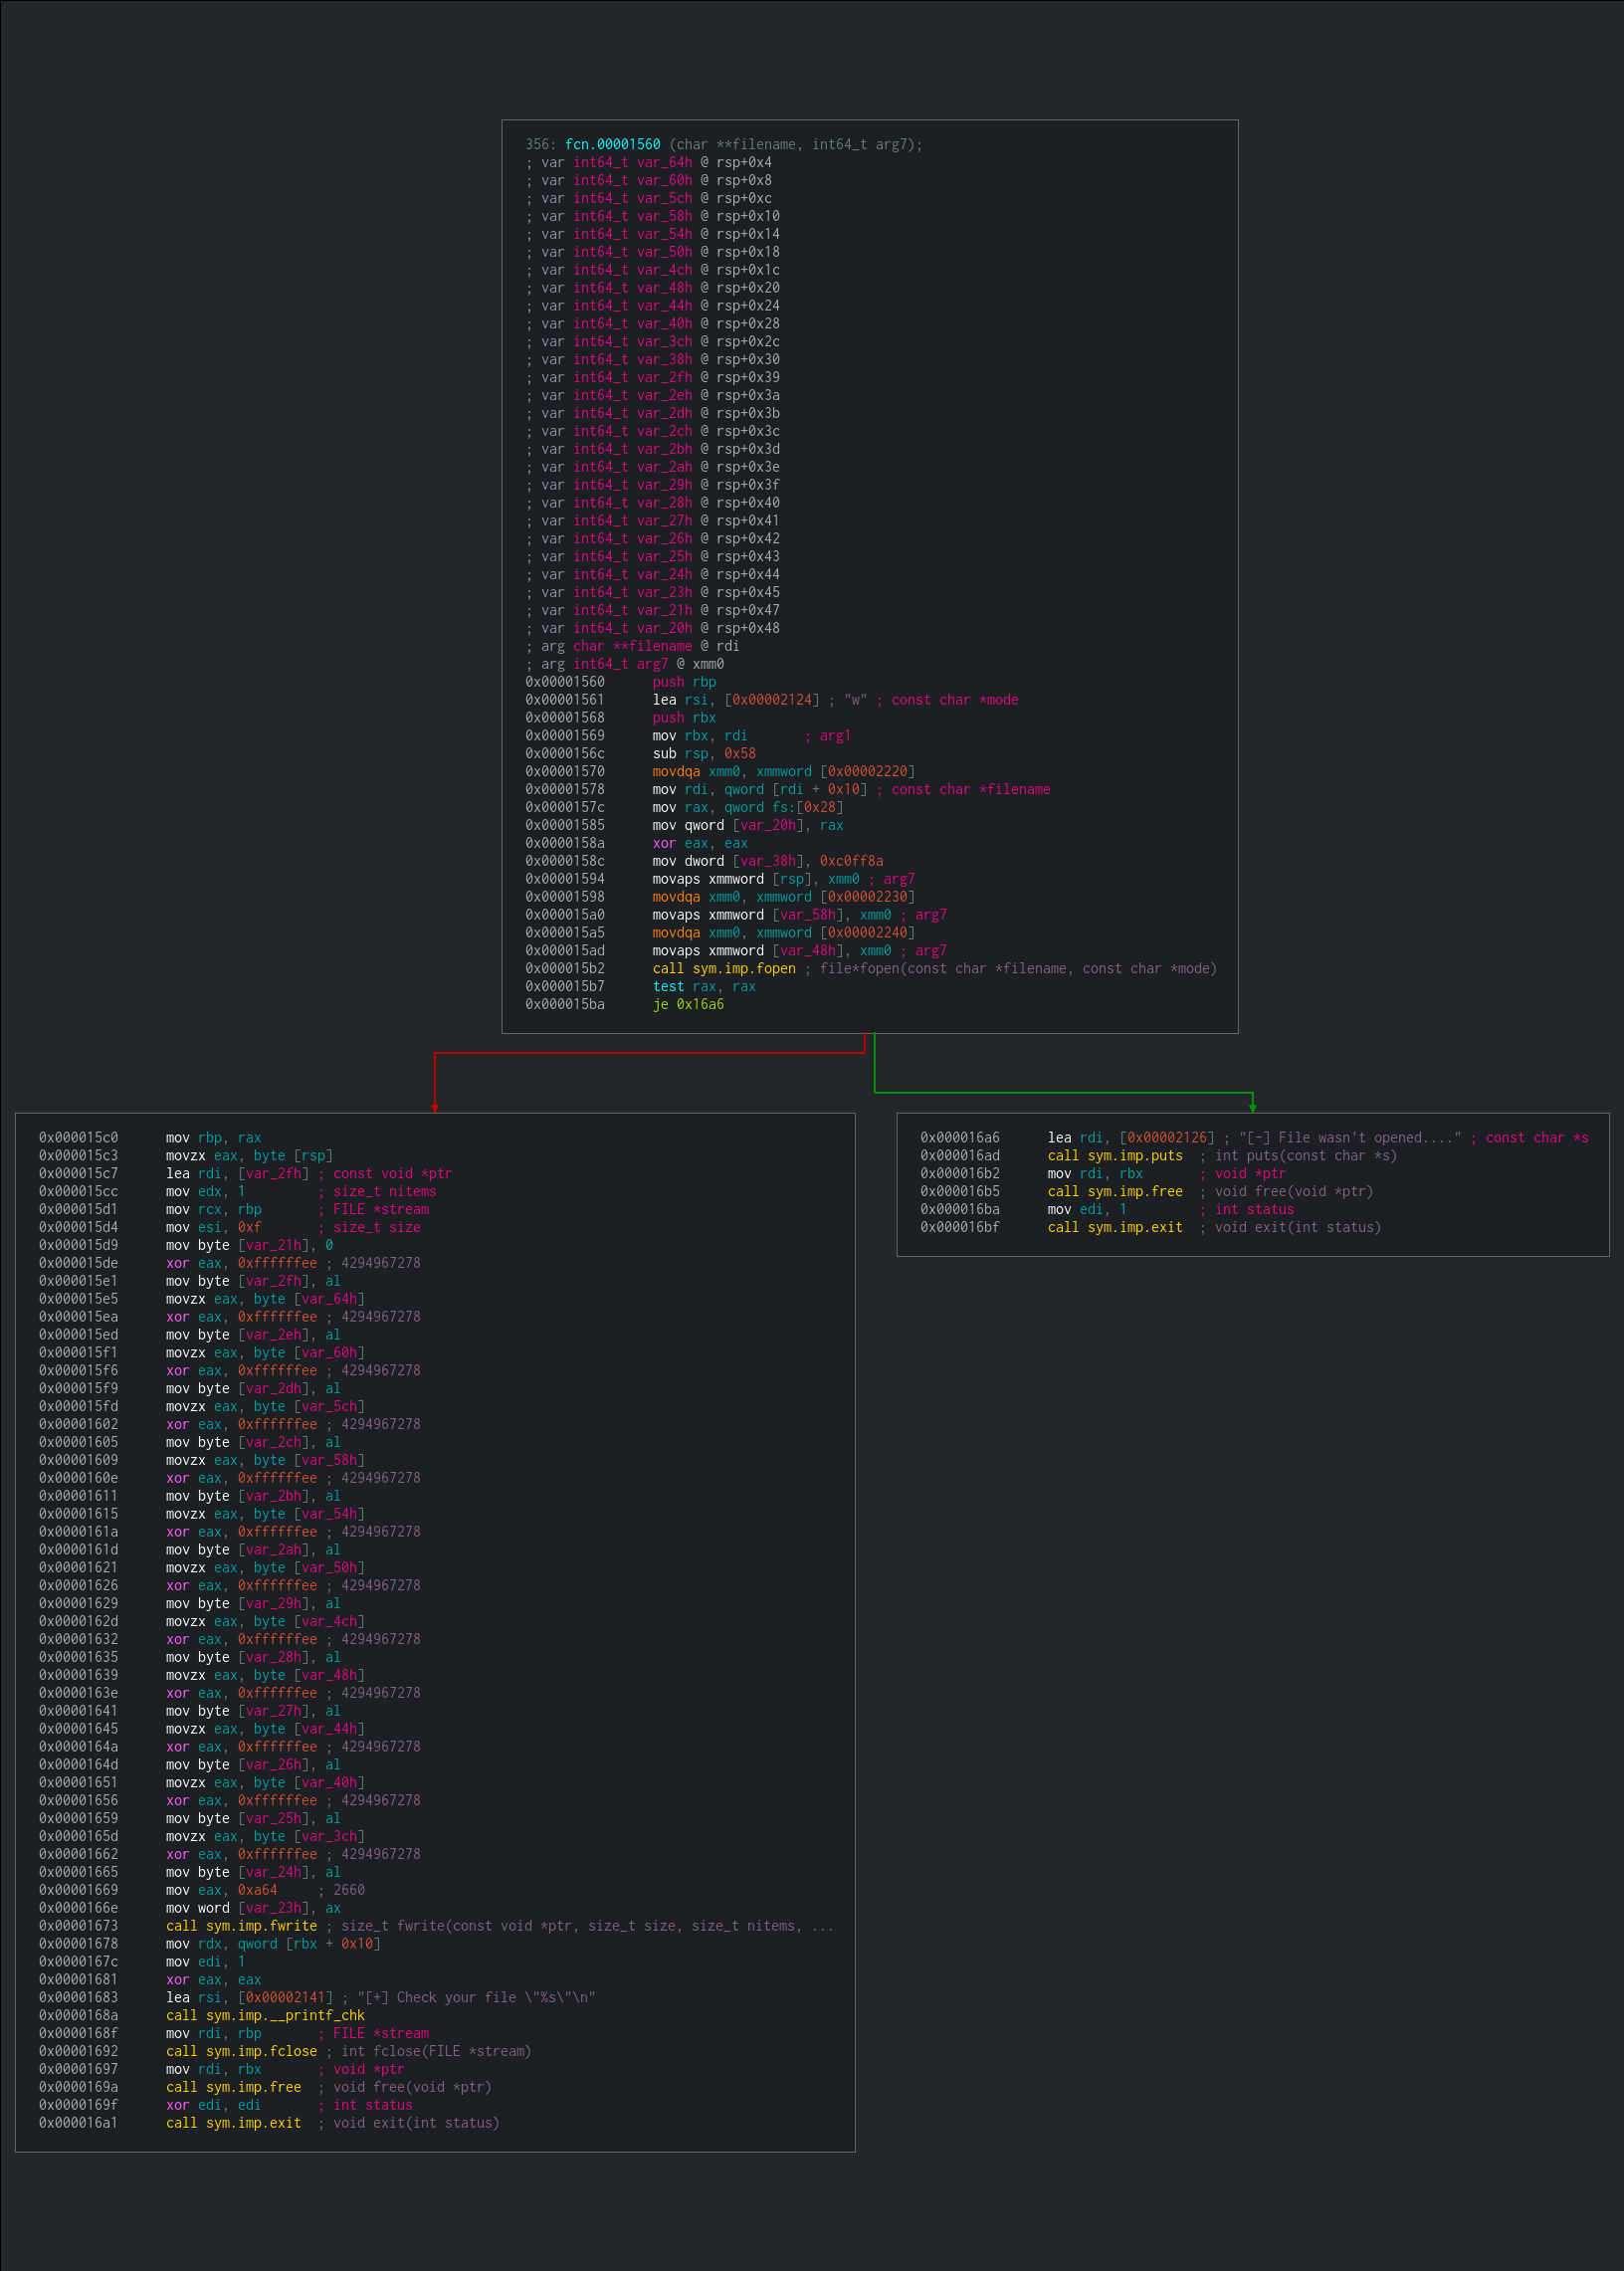 356: fcn.00001560 (char **filename, int64_t arg7);
; var int64_t var_64h @ rsp+0x4
; var int64_t var_60h @ rsp+0x8
; var int64_t var_5ch @ rsp+0xc
; var int64_t var_58h @ rsp+0x10
; var int64_t var_54h @ rsp+0x14
; var int64_t var_50h @ rsp+0x18
; var int64_t var_4ch @ rsp+0x1c
; var int64_t var_48h @ rsp+0x20
; var int64_t var_44h @ rsp+0x24
; var int64_t var_40h @ rsp+0x28
; var int64_t var_3ch @ rsp+0x2c
; var int64_t var_38h @ rsp+0x30
; var int64_t var_2fh @ rsp+0x39
; var int64_t var_2eh @ rsp+0x3a
; var int64_t var_2dh @ rsp+0x3b
; var int64_t var_2ch @ rsp+0x3c
; var int64_t var_2bh @ rsp+0x3d
; var int64_t var_2ah @ rsp+0x3e
; var int64_t var_29h @ rsp+0x3f
; var int64_t var_28h @ rsp+0x40
; var int64_t var_27h @ rsp+0x41
; var int64_t var_26h @ rsp+0x42
; var int64_t var_25h @ rsp+0x43
; var int64_t var_24h @ rsp+0x44
; var int64_t var_23h @ rsp+0x45
; var int64_t var_21h @ rsp+0x47
; var int64_t var_20h @ rsp+0x48
; arg char **filename @ rdi
; arg int64_t arg7 @ xmm0
0x00001560 push rbp
0x00001561 lea rsi, [0x00002124] ; "w" ; const char *mode
0x00001568 push rbx
0x00001569 mov rbx, rdi ; arg1
0x0000156c sub rsp, 0x58
0x00001570 movdqa xmm0, xmmword [0x00002220]
0x00001578 mov rdi, qword [rdi + 0x10] ; const char *filename
0x0000157c mov rax, qword fs:[0x28]
0x00001585 mov qword [var_20h], rax
0x0000158a xor eax, eax
0x0000158c mov dword [var_38h], 0xc0ff8a
0x00001594 movaps xmmword [rsp], xmm0 ; arg7
0x00001598 movdqa xmm0, xmmword [0x00002230]
0x000015a0 movaps xmmword [var_58h], xmm0 ; arg7
0x000015a5 movdqa xmm0, xmmword [0x00002240]
0x000015ad movaps xmmword [var_48h], xmm0 ; arg7
0x000015b2 call sym.imp.fopen ; file*fopen(const char *filename, const char *mode)
0x000015b7 test rax, rax
0x000015ba je 0x16a6
0x000015c0 mov rbp, rax
0x000015c3 movzx eax, byte [rsp]
0x000015c7 lea rdi, [var_2fh] ; const void *ptr
0x000015cc mov edx, 1 ; size_t nitems
0x000015d1 mov rcx, rbp ; FILE *stream
0x000015d4 mov esi, 0xf ; size_t size
0x000015d9 mov byte [var_21h], 0
0x000015de xor eax, 0xffffffee ; 4294967278
0x000015e1 mov byte [var_2fh], al
0x000015e5 movzx eax, byte [var_64h]
0x000015ea xor eax, 0xffffffee ; 4294967278
0x000015ed mov byte [var_2eh], al
0x000015f1 movzx eax, byte [var_60h]
0x000015f6 xor eax, 0xffffffee ; 4294967278
0x000015f9 mov byte [var_2dh], al
0x000015fd movzx eax, byte [var_5ch]
0x00001602 xor eax, 0xffffffee ; 4294967278
0x00001605 mov byte [var_2ch], al
0x00001609 movzx eax, byte [var_58h]
0x0000160e xor eax, 0xffffffee ; 4294967278
0x00001611 mov byte [var_2bh], al
0x00001615 movzx eax, byte [var_54h]
0x0000161a xor eax, 0xffffffee ; 4294967278
0x0000161d mov byte [var_2ah], al
0x00001621 movzx eax, byte [var_50h]
0x00001626 xor eax, 0xffffffee ; 4294967278
0x00001629 mov byte [var_29h], al
0x0000162d movzx eax, byte [var_4ch]
0x00001632 xor eax, 0xffffffee ; 4294967278
0x00001635 mov byte [var_28h], al
0x00001639 movzx eax, byte [var_48h]
0x0000163e xor eax, 0xffffffee ; 4294967278
0x00001641 mov byte [var_27h], al
0x00001645 movzx eax, byte [var_44h]
0x0000164a xor eax, 0xffffffee ; 4294967278
0x0000164d mov byte [var_26h], al
0x00001651 movzx eax, byte [var_40h]
0x00001656 xor eax, 0xffffffee ; 4294967278
0x00001659 mov byte [var_25h], al
0x0000165d movzx eax, byte [var_3ch]
0x00001662 xor eax, 0xffffffee ; 4294967278
0x00001665 mov byte [var_24h], al
0x00001669 mov eax, 0xa64 ; 2660
0x0000166e mov word [var_23h], ax
0x00001673 call sym.imp.fwrite ; size_t fwrite(const void *ptr, size_t size, size_t nitems, ...
0x00001678 mov rdx, qword [rbx + 0x10]
0x0000167c mov edi, 1
0x00001681 xor eax, eax
0x00001683 lea rsi, [0x00002141] ; "[+] Check your file \"%s\"\n"
0x0000168a call sym.imp.__printf_chk
0x0000168f mov rdi, rbp ; FILE *stream
0x00001692 call sym.imp.fclose ; int fclose(FILE *stream)
0x00001697 mov rdi, rbx ; void *ptr
0x0000169a call sym.imp.free ; void free(void *ptr)
0x0000169f xor edi, edi ; int status
0x000016a1 call sym.imp.exit ; void exit(int status)
0x000016a6 lea rdi, [0x00002126] ; "[-] File wasn't opened...." ; const char *s
0x000016ad call sym.imp.puts ; int puts(const char *s)
0x000016b2 mov rdi, rbx ; void *ptr
0x000016b5 call sym.imp.free ; void free(void *ptr)
0x000016ba mov edi, 1 ; int status
0x000016bf call sym.imp.exit ; void exit(int status)